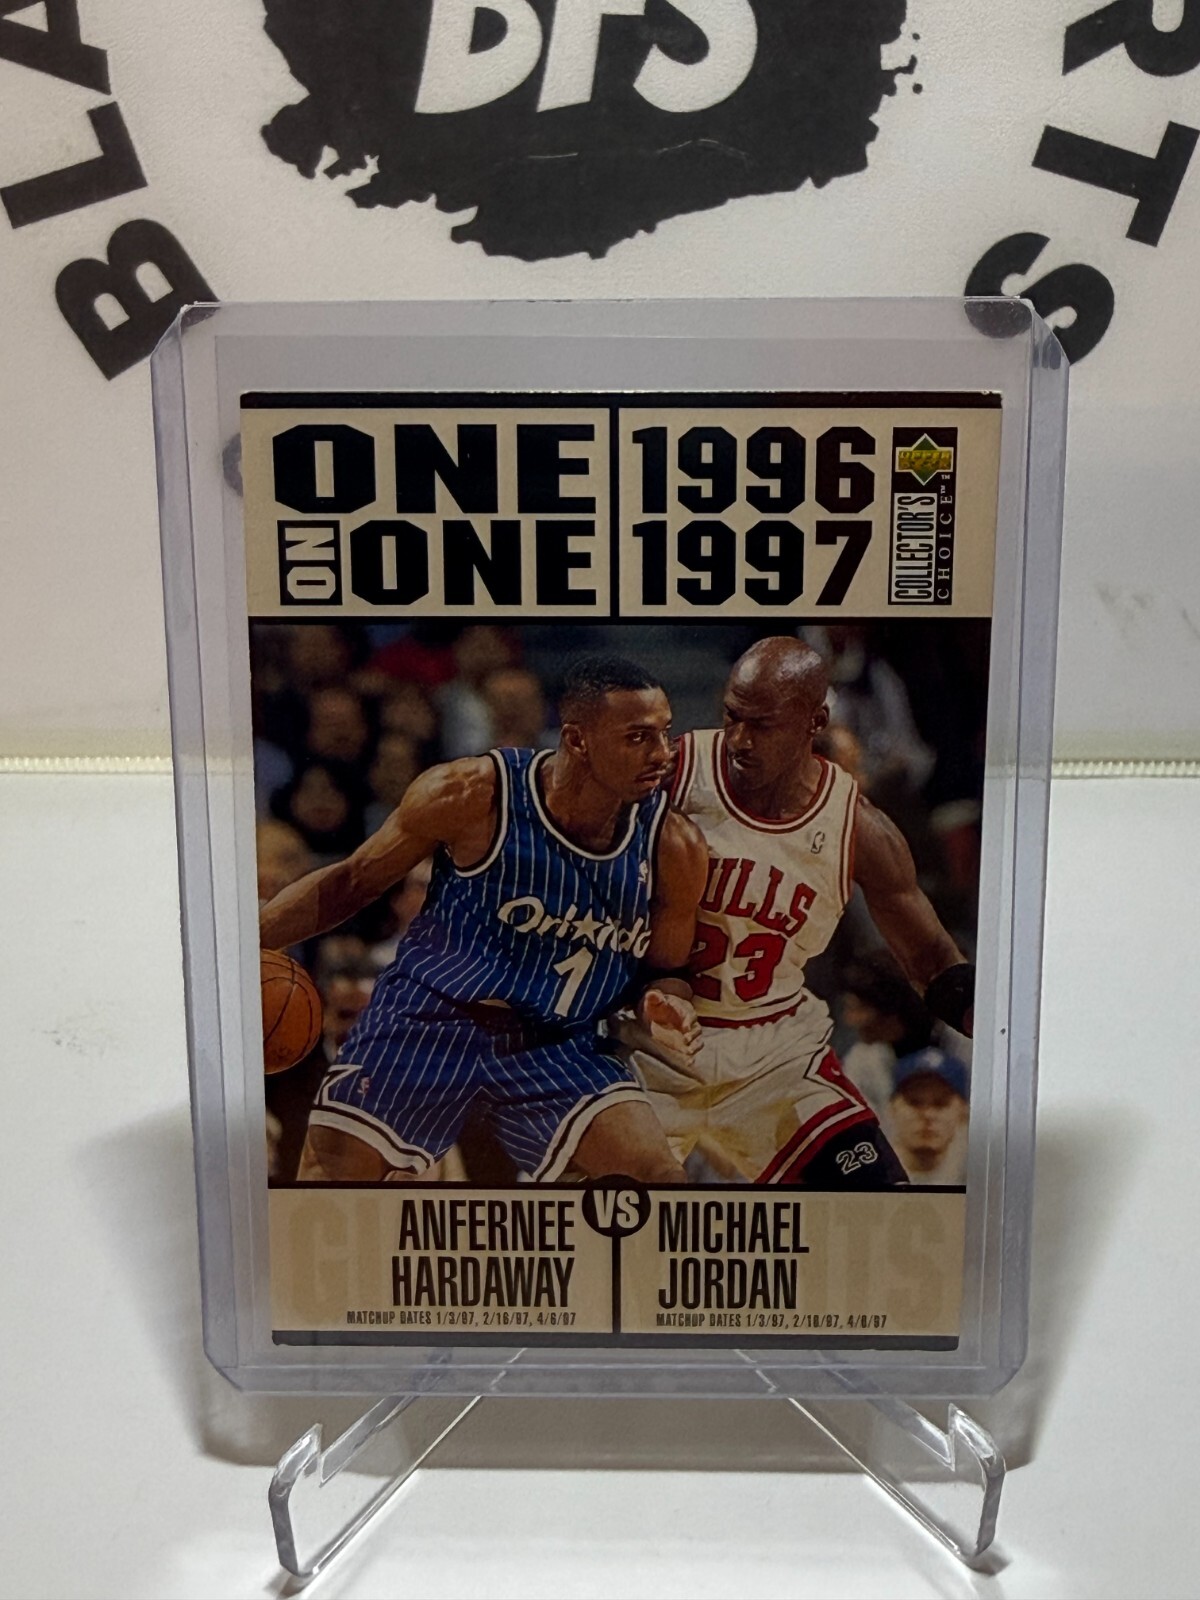 BFS
ONE
ON ONE
1996
1997
UPPER DECK
COLLECTOR'S
CHOICE™
Orlando
1
BULLS
23
23
VS
ANFERNEE
HARDAWAY
MATCHUP DATES 1/3/97, 2/16/97, 4/6/97
MICHAEL
JORDAN
MATCHUP DATES 1/3/97, 2/16/97, 4/6/97